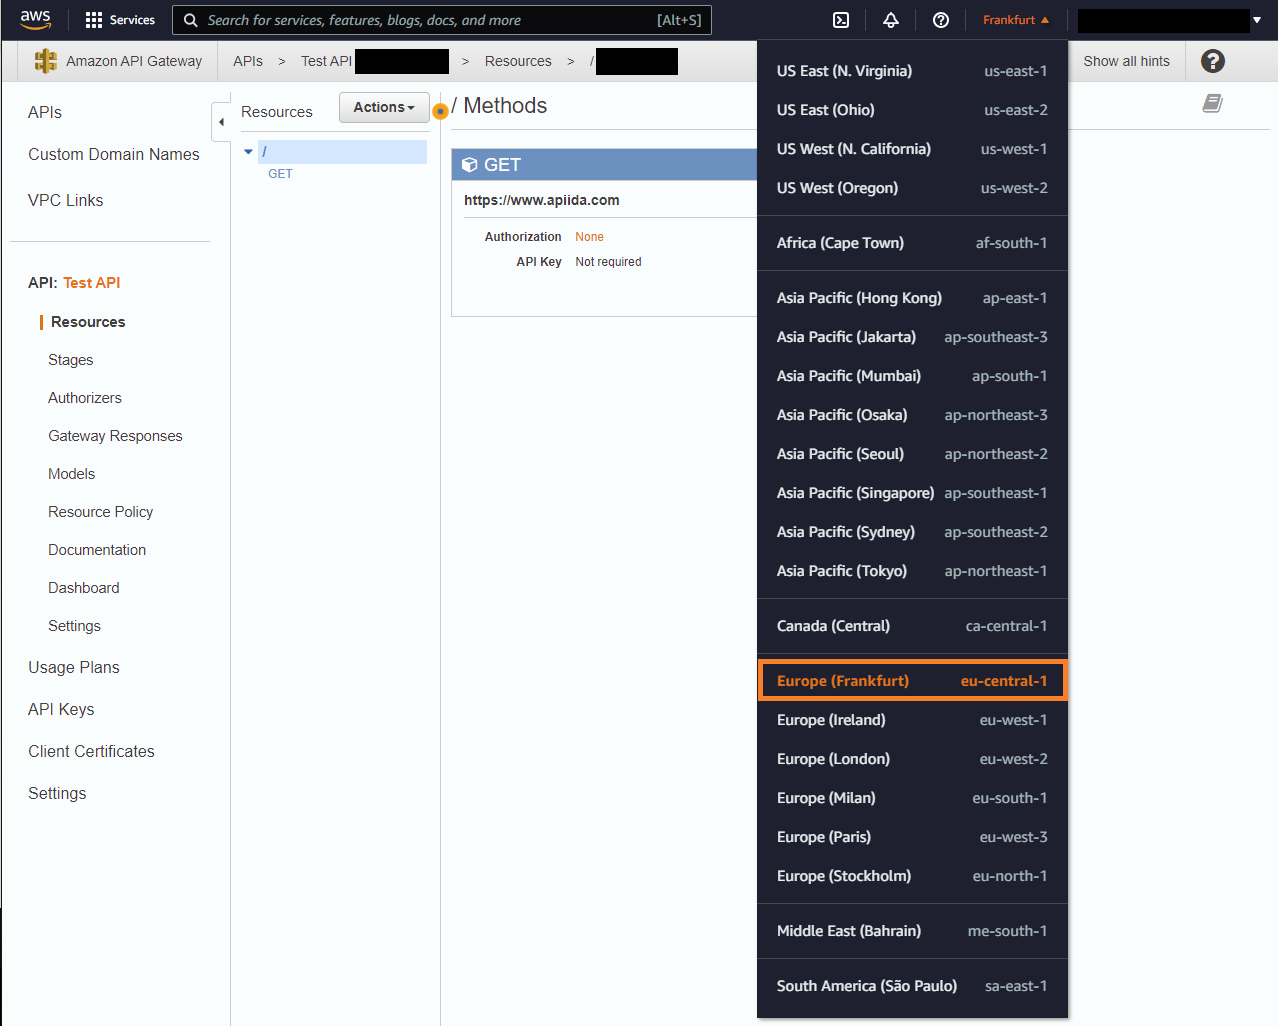 aws Services Search for services, features, blogs, docs, and more [Alt+S] Frankfurt
Amazon API Gateway APIs > Test API > Resources > / Show all hints
APIs
Custom Domain Names
VPC Links
API: Test API
Resources
Stages
Authorizers
Gateway Responses
Models
Resource Policy
Documentation
Dashboard
Settings
Usage Plans
API Keys
Client Certificates
Settings
Resources Actions
/
GET
/ Methods
GET
https://www.apiida.com
Authorization None
API Key Not required
US East (N. Virginia) us-east-1
US East (Ohio) us-east-2
US West (N. California) us-west-1
US West (Oregon) us-west-2
Africa (Cape Town) af-south-1
Asia Pacific (Hong Kong) ap-east-1
Asia Pacific (Jakarta) ap-southeast-3
Asia Pacific (Mumbai) ap-south-1
Asia Pacific (Osaka) ap-northeast-3
Asia Pacific (Seoul) ap-northeast-2
Asia Pacific (Singapore) ap-southeast-1
Asia Pacific (Sydney) ap-southeast-2
Asia Pacific (Tokyo) ap-northeast-1
Canada (Central) ca-central-1
Europe (Frankfurt) eu-central-1
Europe (Ireland) eu-west-1
Europe (London) eu-west-2
Europe (Milan) eu-south-1
Europe (Paris) eu-west-3
Europe (Stockholm) eu-north-1
Middle East (Bahrain) me-south-1
South America (São Paulo) sa-east-1